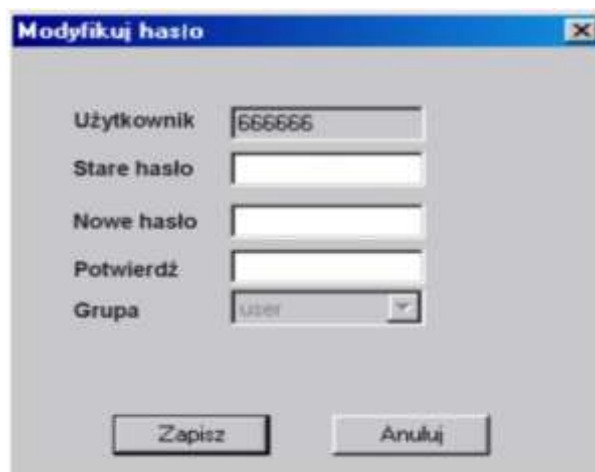 Modyfikuj hasło
Użytkownik 666666
Stare hasło
Nowe hasło
Potwierdź
Grupa user
Zapisz Anuluj